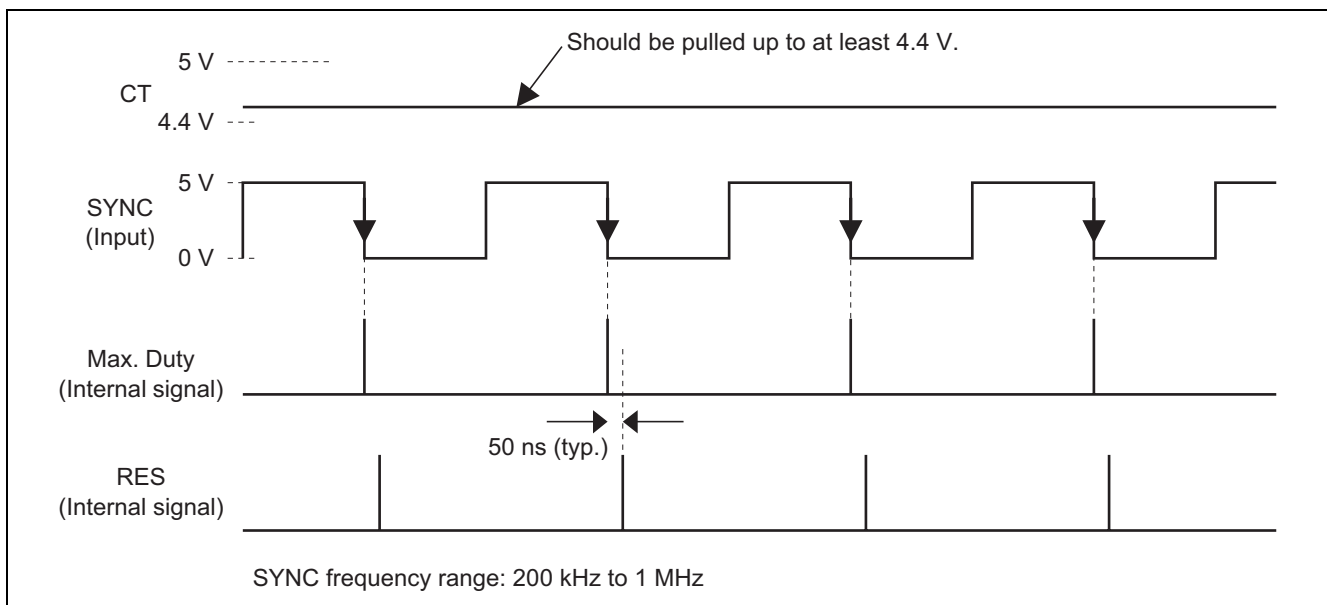 Should be pulled up to at least 4.4 V.
5 V
CT
4.4 V
5 V
SYNC
(Input)
0 V
Max. Duty
(Internal signal)
50 ns (typ.)
RES
(Internal signal)
SYNC frequency range: 200 kHz to 1 MHz